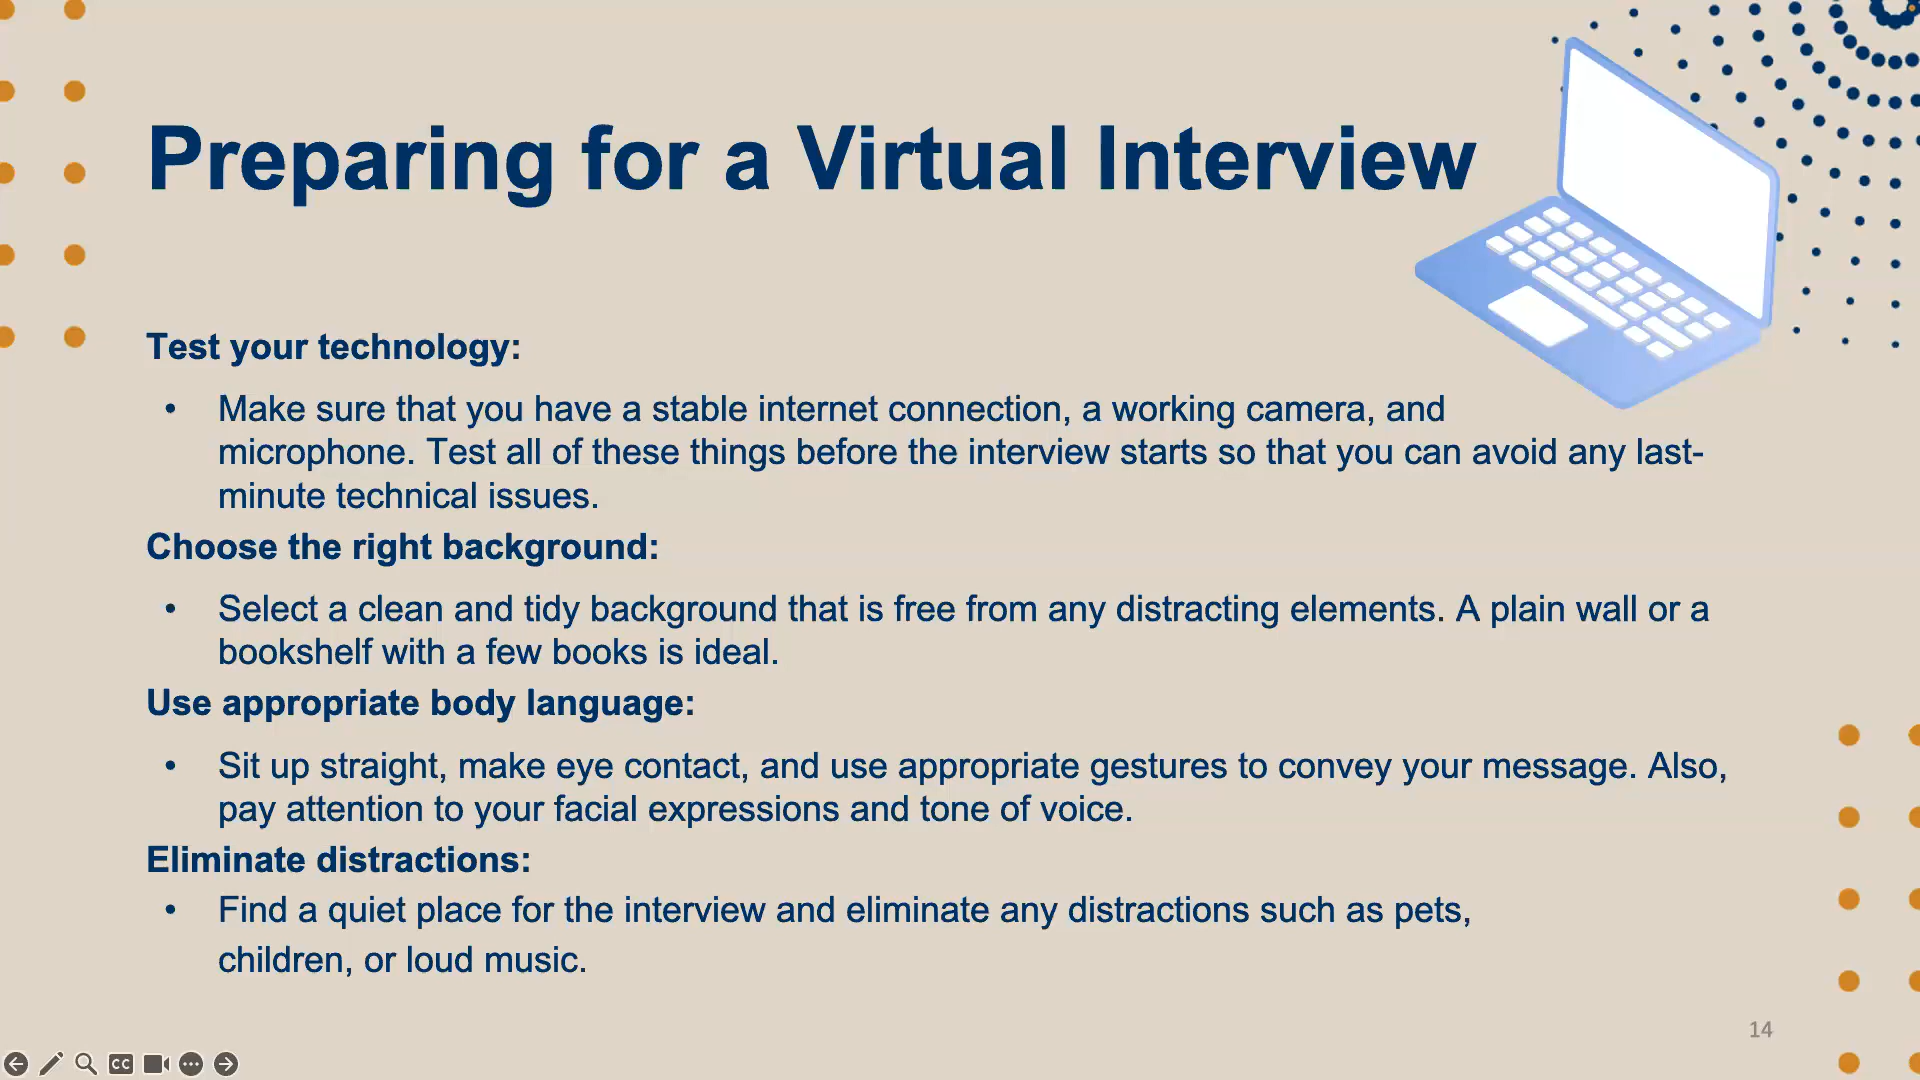 Preparing for a Virtual Interview
Test your technology:
• Make sure that you have a stable internet connection, a working camera, and
microphone. Test all of these things before the interview starts so that you can avoid any last-
minute technical issues.
Choose the right background:
• Select a clean and tidy background that is free from any distracting elements. A plain wall or a
bookshelf with a few books is ideal.
Use appropriate body language:
• Sit up straight, make eye contact, and use appropriate gestures to convey your message. Also,
pay attention to your facial expressions and tone of voice.
Eliminate distractions:
• Find a quiet place for the interview and eliminate any distractions such as pets,
children, or loud music.
14
CC